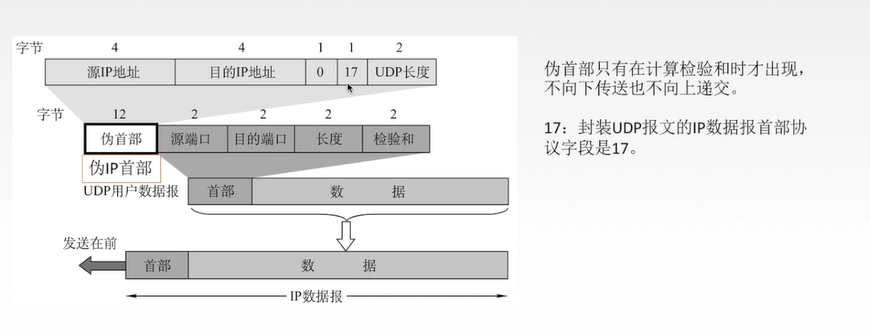 字节 4 4 1 1 2
源IP地址 目的IP地址 0 17 UDP长度
字节 12 2 2 2 2
伪首部 源端口 目的端口 长度 检验和
伪IP首部
UDP用户数据报 首部 数 据
发送在前
首部 数 据
IP数据报
伪首部只有在计算检验和时才出现，
不向下传送也不向上递交。
17：封装UDP报文的IP数据报首部协
议字段是17。